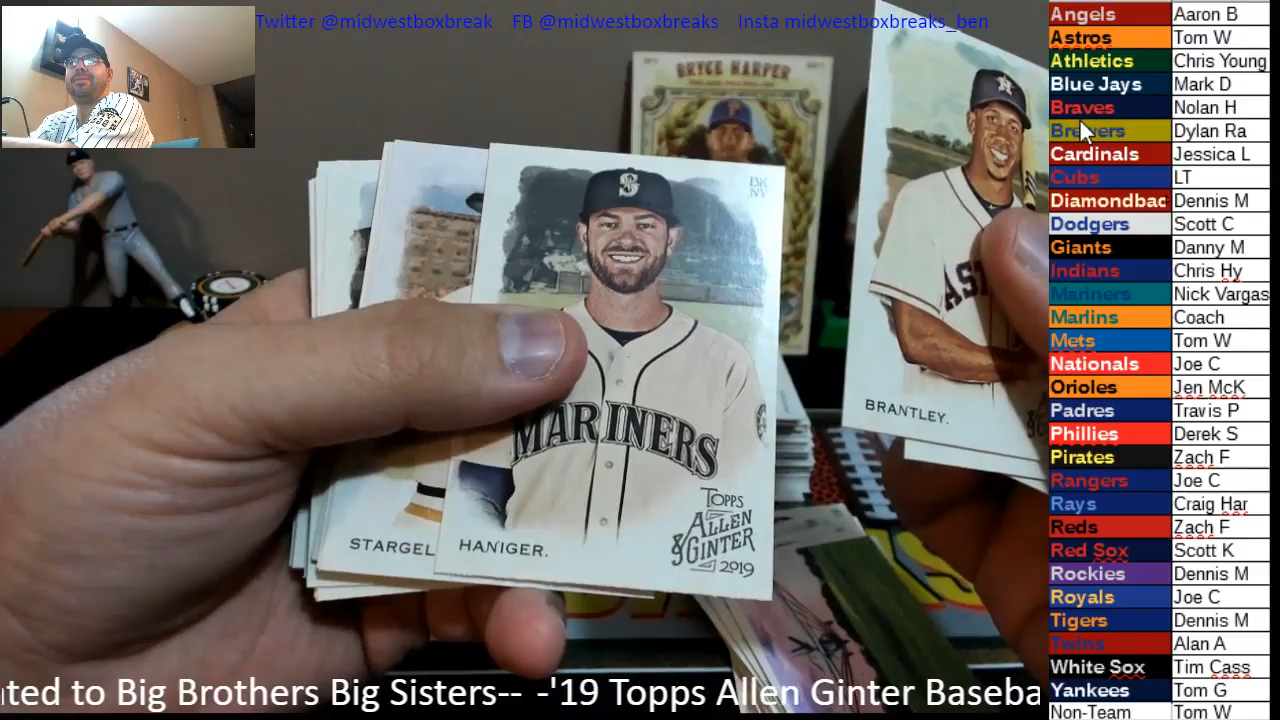 Twitter @midwestboxbreak FB @midwestboxbreaks Insta midwestboxbreaks_ben
BRYCE HARPER
S
BK
NY
AS
BRANTLEY.
MARINERS
TOPPS
ALLEN
& GINTER
2019
STARGEL
HANIGER.
Angels Aaron B
Astros Tom W
Athletics Chris Young
Blue Jays Mark D
Braves Nolan H
Brewers Dylan Ra
Cardinals Jessica L
Cubs LT
Diamondbac Dennis M
Dodgers Scott C
Giants Danny M
Indians Chris Hy
Mariners Nick Vargas
Marlins Coach
Mets Tom W
Nationals Joe C
Orioles Jen McK
Padres Travis P
Phillies Derek S
Pirates Zach F
Rangers Joe C
Rays Craig Har
Reds Zach F
Red Sox Scott K
Rockies Dennis M
Royals Joe C
Tigers Dennis M
Twins Alan A
White Sox Tim Cass
Yankees Tom G
Non-Team Tom W
ated to Big Brothers Big Sisters-- -'19 Topps Allen Ginter Baseba